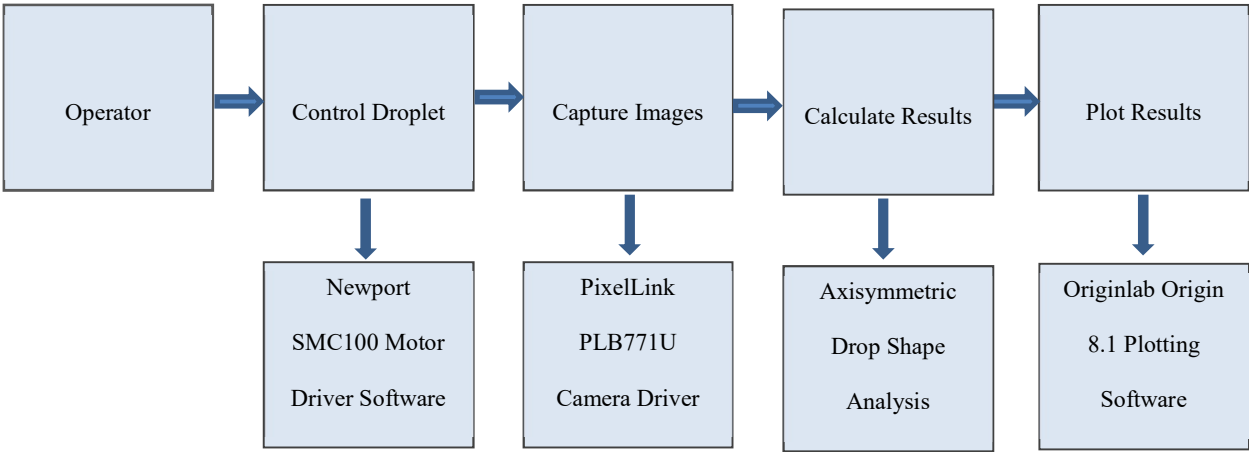 Operator
Control Droplet
Capture Images
Calculate Results
Plot Results
Newport
SMC100 Motor
Driver Software
PixelLink
PLB771U
Camera Driver
Axisymmetric
Drop Shape
Analysis
Originlab Origin
8.1 Plotting
Software